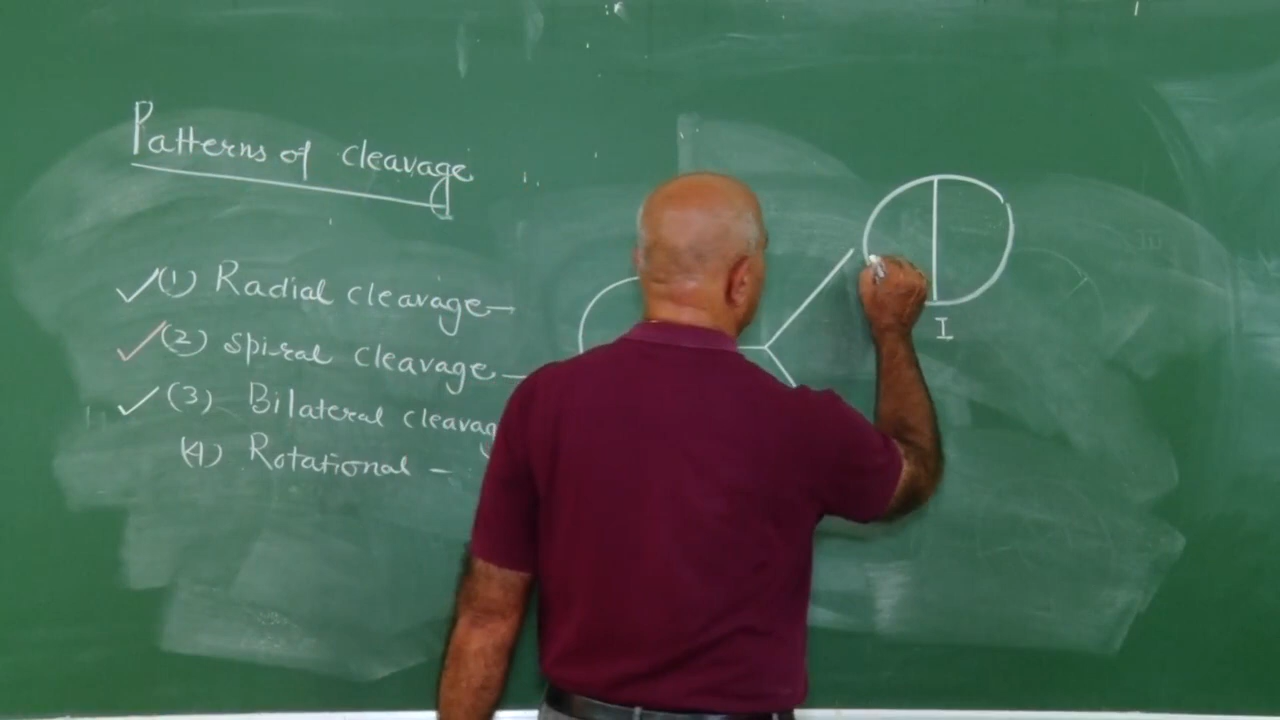 Patterns of cleavage
(1) Radial cleavage-
(2) Spiral cleavage-
(3) Bilateral cleavag
(4) Rotational -
I